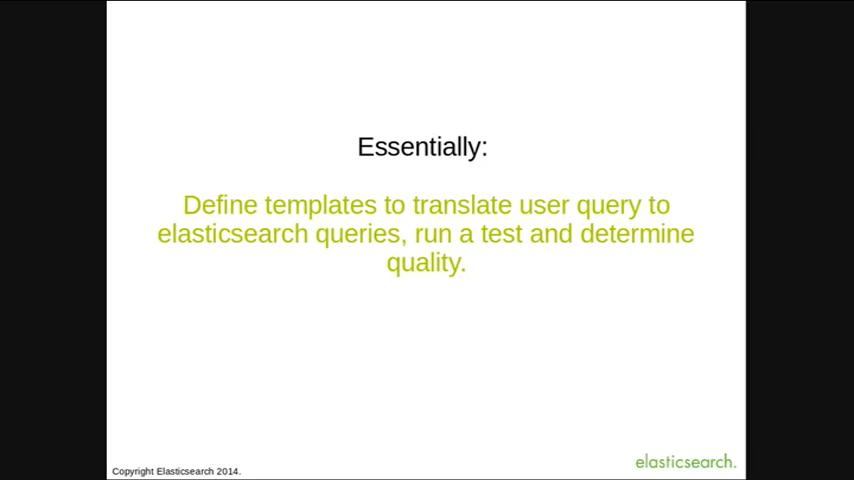 Essentially:
Define templates to translate user query to
elasticsearch queries, run a test and determine
quality.
Copyright Elasticsearch 2014.
elasticsearch.